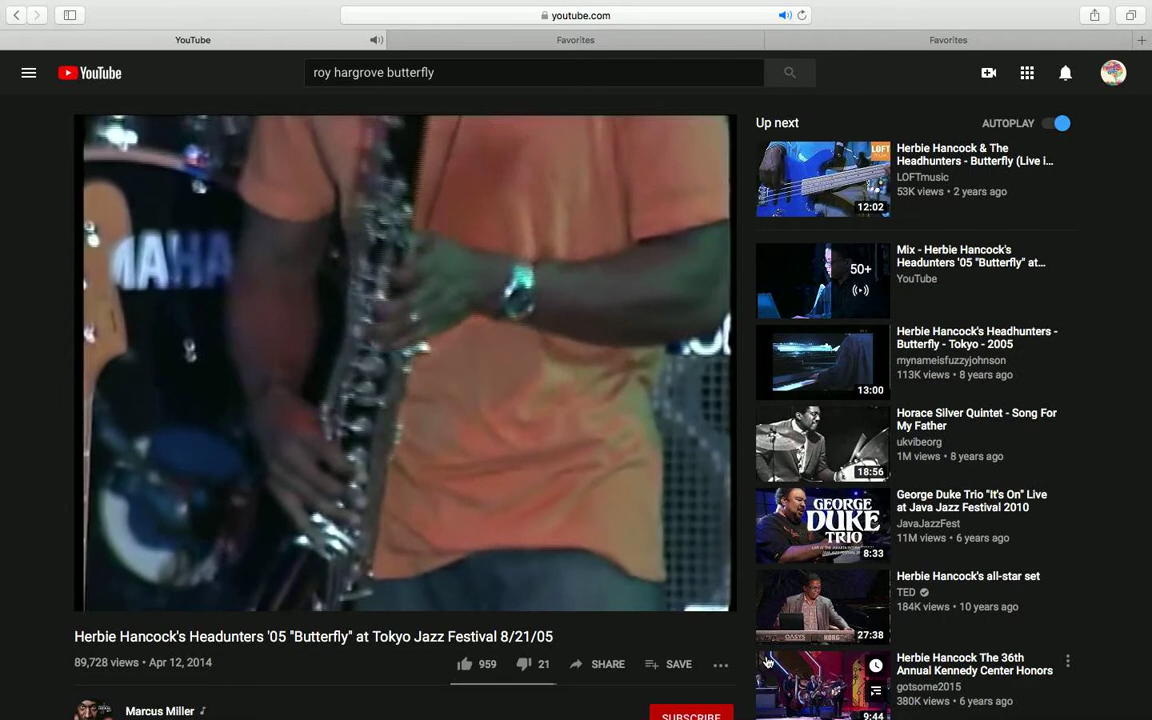 youtube.com
YouTube
Favorites
Favorites
YouTube
roy hargrove butterfly
Up next
AUTOPLAY
LOFT
12:02
Herbie Hancock & The
Headhunters - Butterfly (Live i...
LOFTmusic
53K views • 2 years ago
50+
Mix - Herbie Hancock's
Headunters '05 "Butterfly" at...
YouTube
13:00
Herbie Hancock's Headhunters -
Butterfly - Tokyo - 2005
mynameisfuzzyjohnson
113K views • 8 years ago
18:56
Horace Silver Quintet - Song For
My Father
ukvibeorg
1M views • 8 years ago
GEORGE
DUKE
TRIO
8:33
George Duke Trio "It's On" Live
at Java Jazz Festival 2010
JavaJazzFest
11M views • 6 years ago
OASYS KORG
27:38
Herbie Hancock's all-star set
TED
184K views • 10 years ago
9:44
Herbie Hancock The 36th
Annual Kennedy Center Honors
gotsome2015
380K views • 6 years ago
AMAHA
Herbie Hancock's Headunters '05 "Butterfly" at Tokyo Jazz Festival 8/21/05
89,728 views • Apr 12, 2014
959
21
SHARE
SAVE
Marcus Miller
SUBSCRIBE